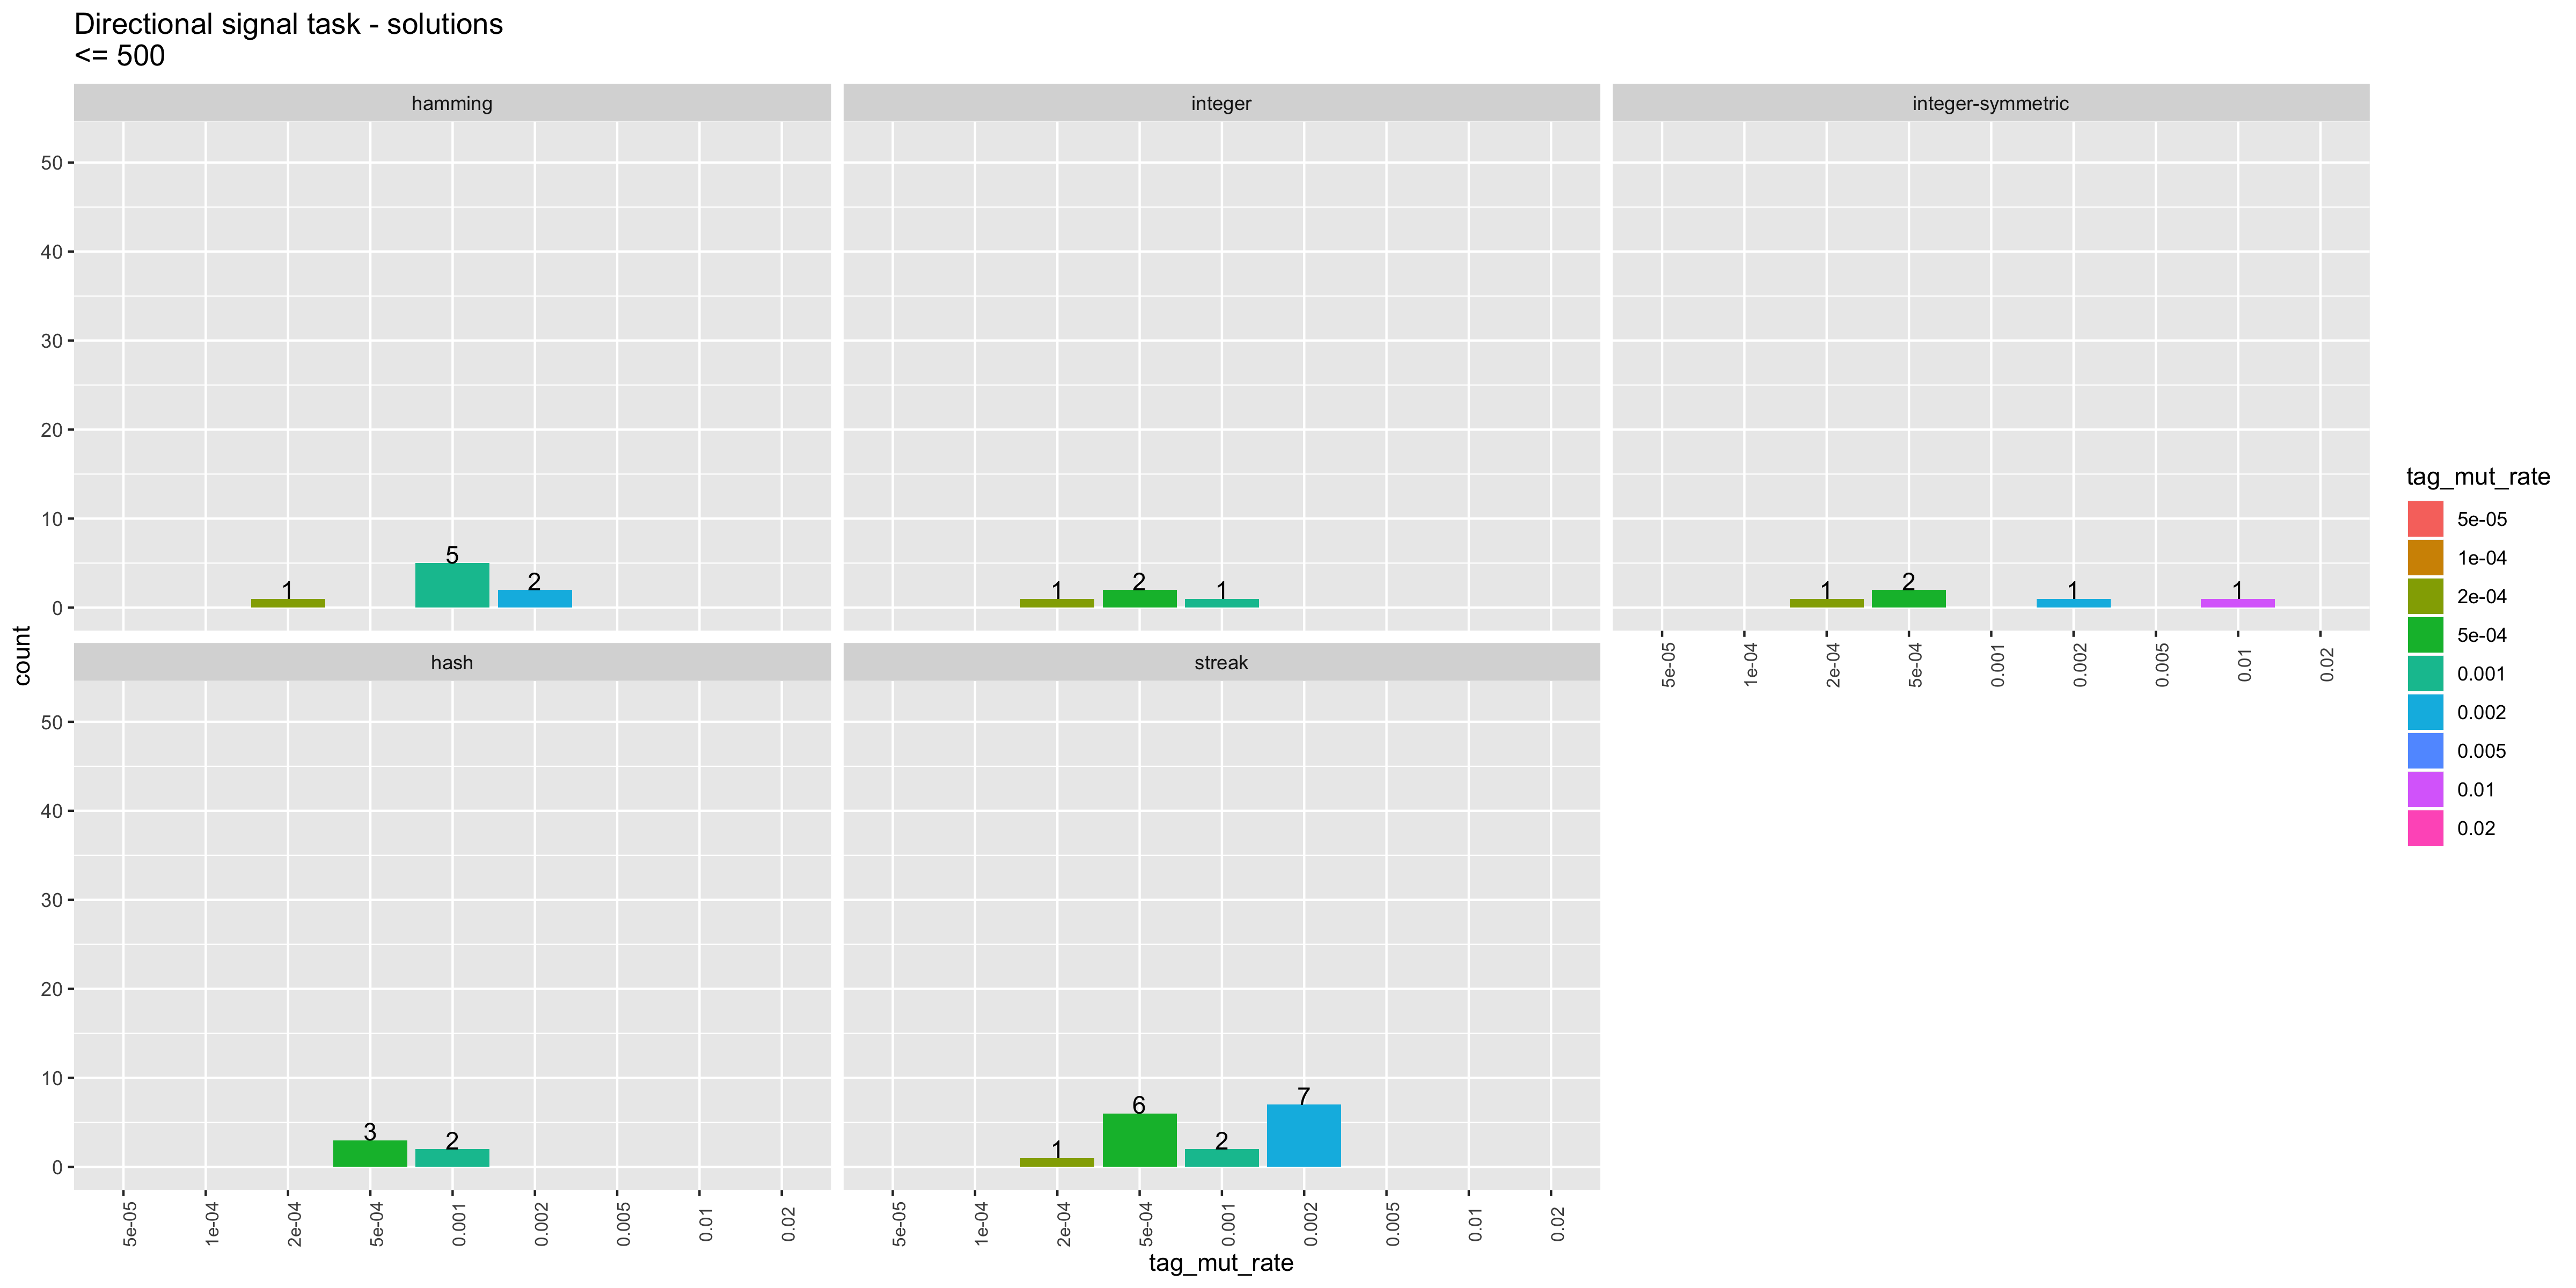 Directional signal task - solutions
<= 500
hamming
integer
integer-symmetric
50
40
30
20
10
0
1
5
2
1
2
1
1
2
1
1
5e-05
1e-04
2e-04
5e-04
0.001
0.002
0.005
0.01
0.02
count
hash
streak
50
40
30
20
10
0
3
2
1
6
2
7
5e-05
1e-04
2e-04
5e-04
0.001
0.002
0.005
0.01
0.02
5e-05
1e-04
2e-04
5e-04
0.001
0.002
0.005
0.01
0.02
tag_mut_rate
tag_mut_rate
5e-05
1e-04
2e-04
5e-04
0.001
0.002
0.005
0.01
0.02